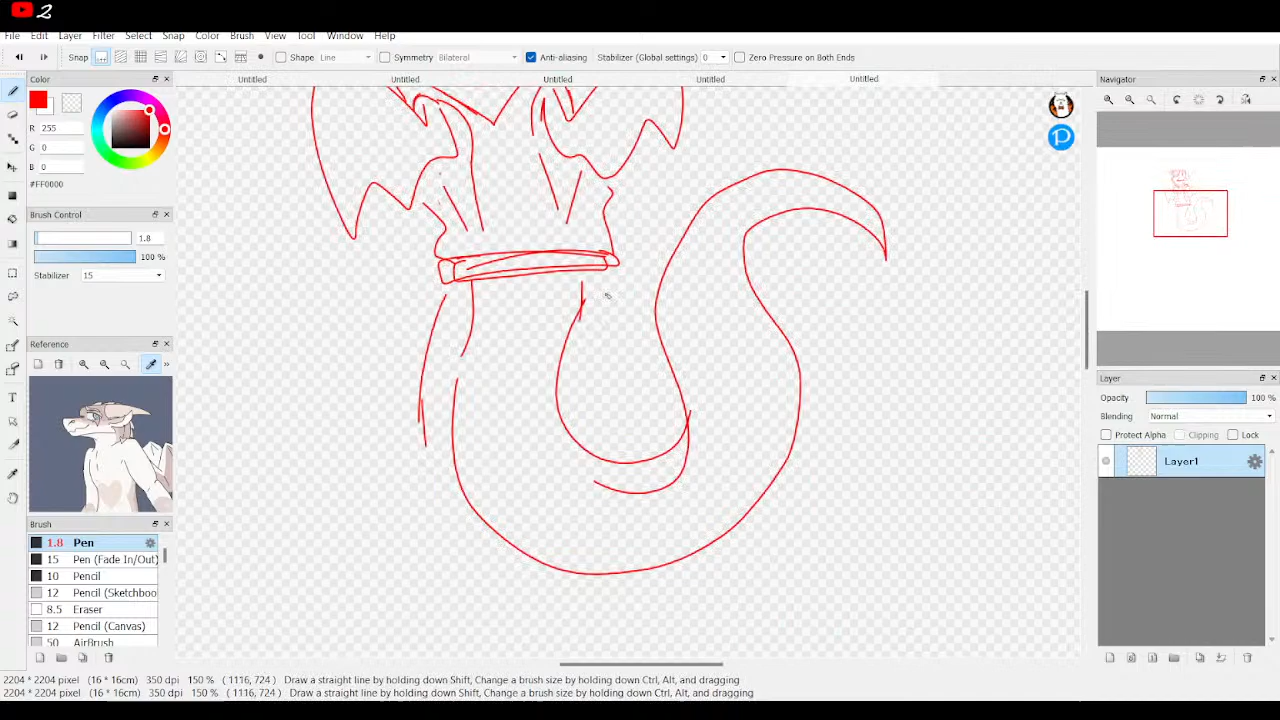 2
File Edit Layer Filter Select Snap Color Brush View Tool Window Help
Snap Shape Line Symmetry Bilateral Anti-aliasing Stabilizer (Global settings) 0 Zero Pressure on Both Ends
Color Untitled Untitled Untitled Untitled Untitled Navigator
R 255
G 0
B 0
#FF0000
Brush Control
1.8
100 %
Stabilizer 15
Reference
Layer
Opacity 100 %
Blending Normal
Protect Alpha Clipping Lock
Layer1
Brush
1.8 Pen
15 Pen (Fade In/Out)
10 Pencil
12 Pencil (Sketchboo
8.5 Eraser
12 Pencil (Canvas)
50 AirBrush
2204 * 2204 pixel (16 * 16cm) 350 dpi 150 % ( 1116, 724 ) Draw a straight line by holding down Shift, Change a brush size by holding down Ctrl, Alt, and dragging
2204 * 2204 pixel (16 * 16cm) 350 dpi 150 % ( 1116, 724 ) Draw a straight line by holding down Shift, Change a brush size by holding down Ctrl, Alt, and dragging